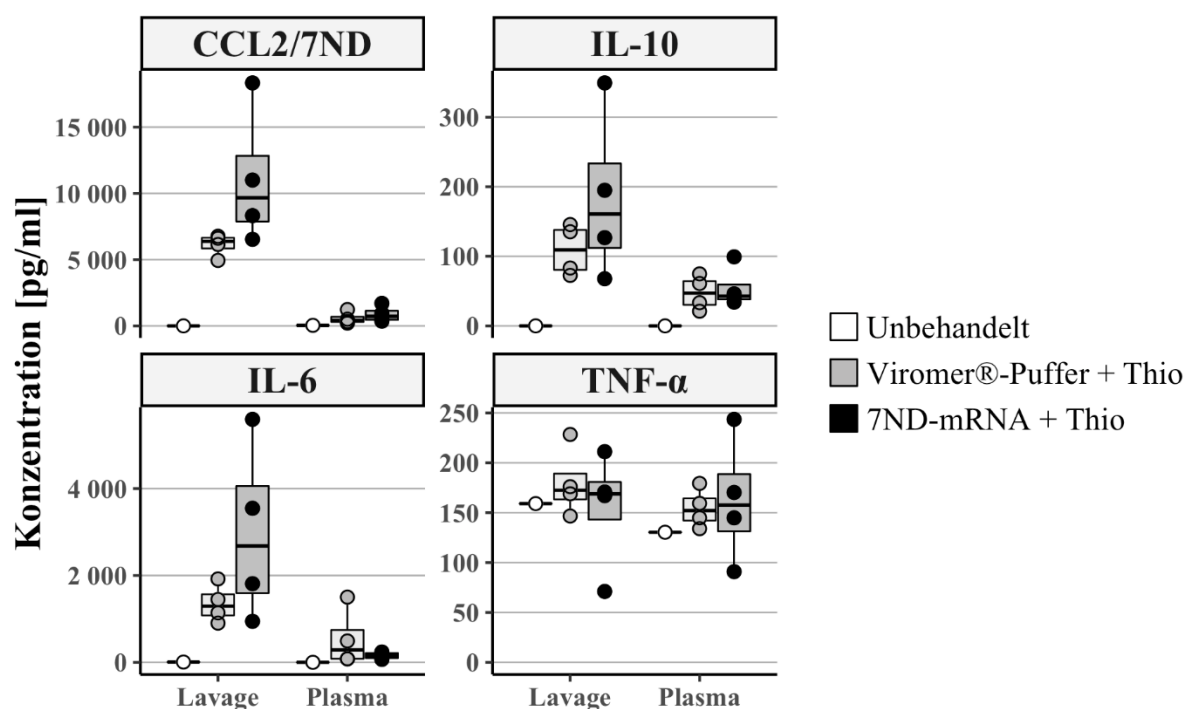 CCL2/7ND
IL-10
15 000
10 000
5 000
0
300
200
100
0
Konzentration [pg/ml]
IL-6
TNF-α
4 000
2 000
0
250
200
150
100
50
0
Lavage Plasma
Lavage Plasma
Unbehandelt
Viromer®-Puffer + Thio
7ND-mRNA + Thio